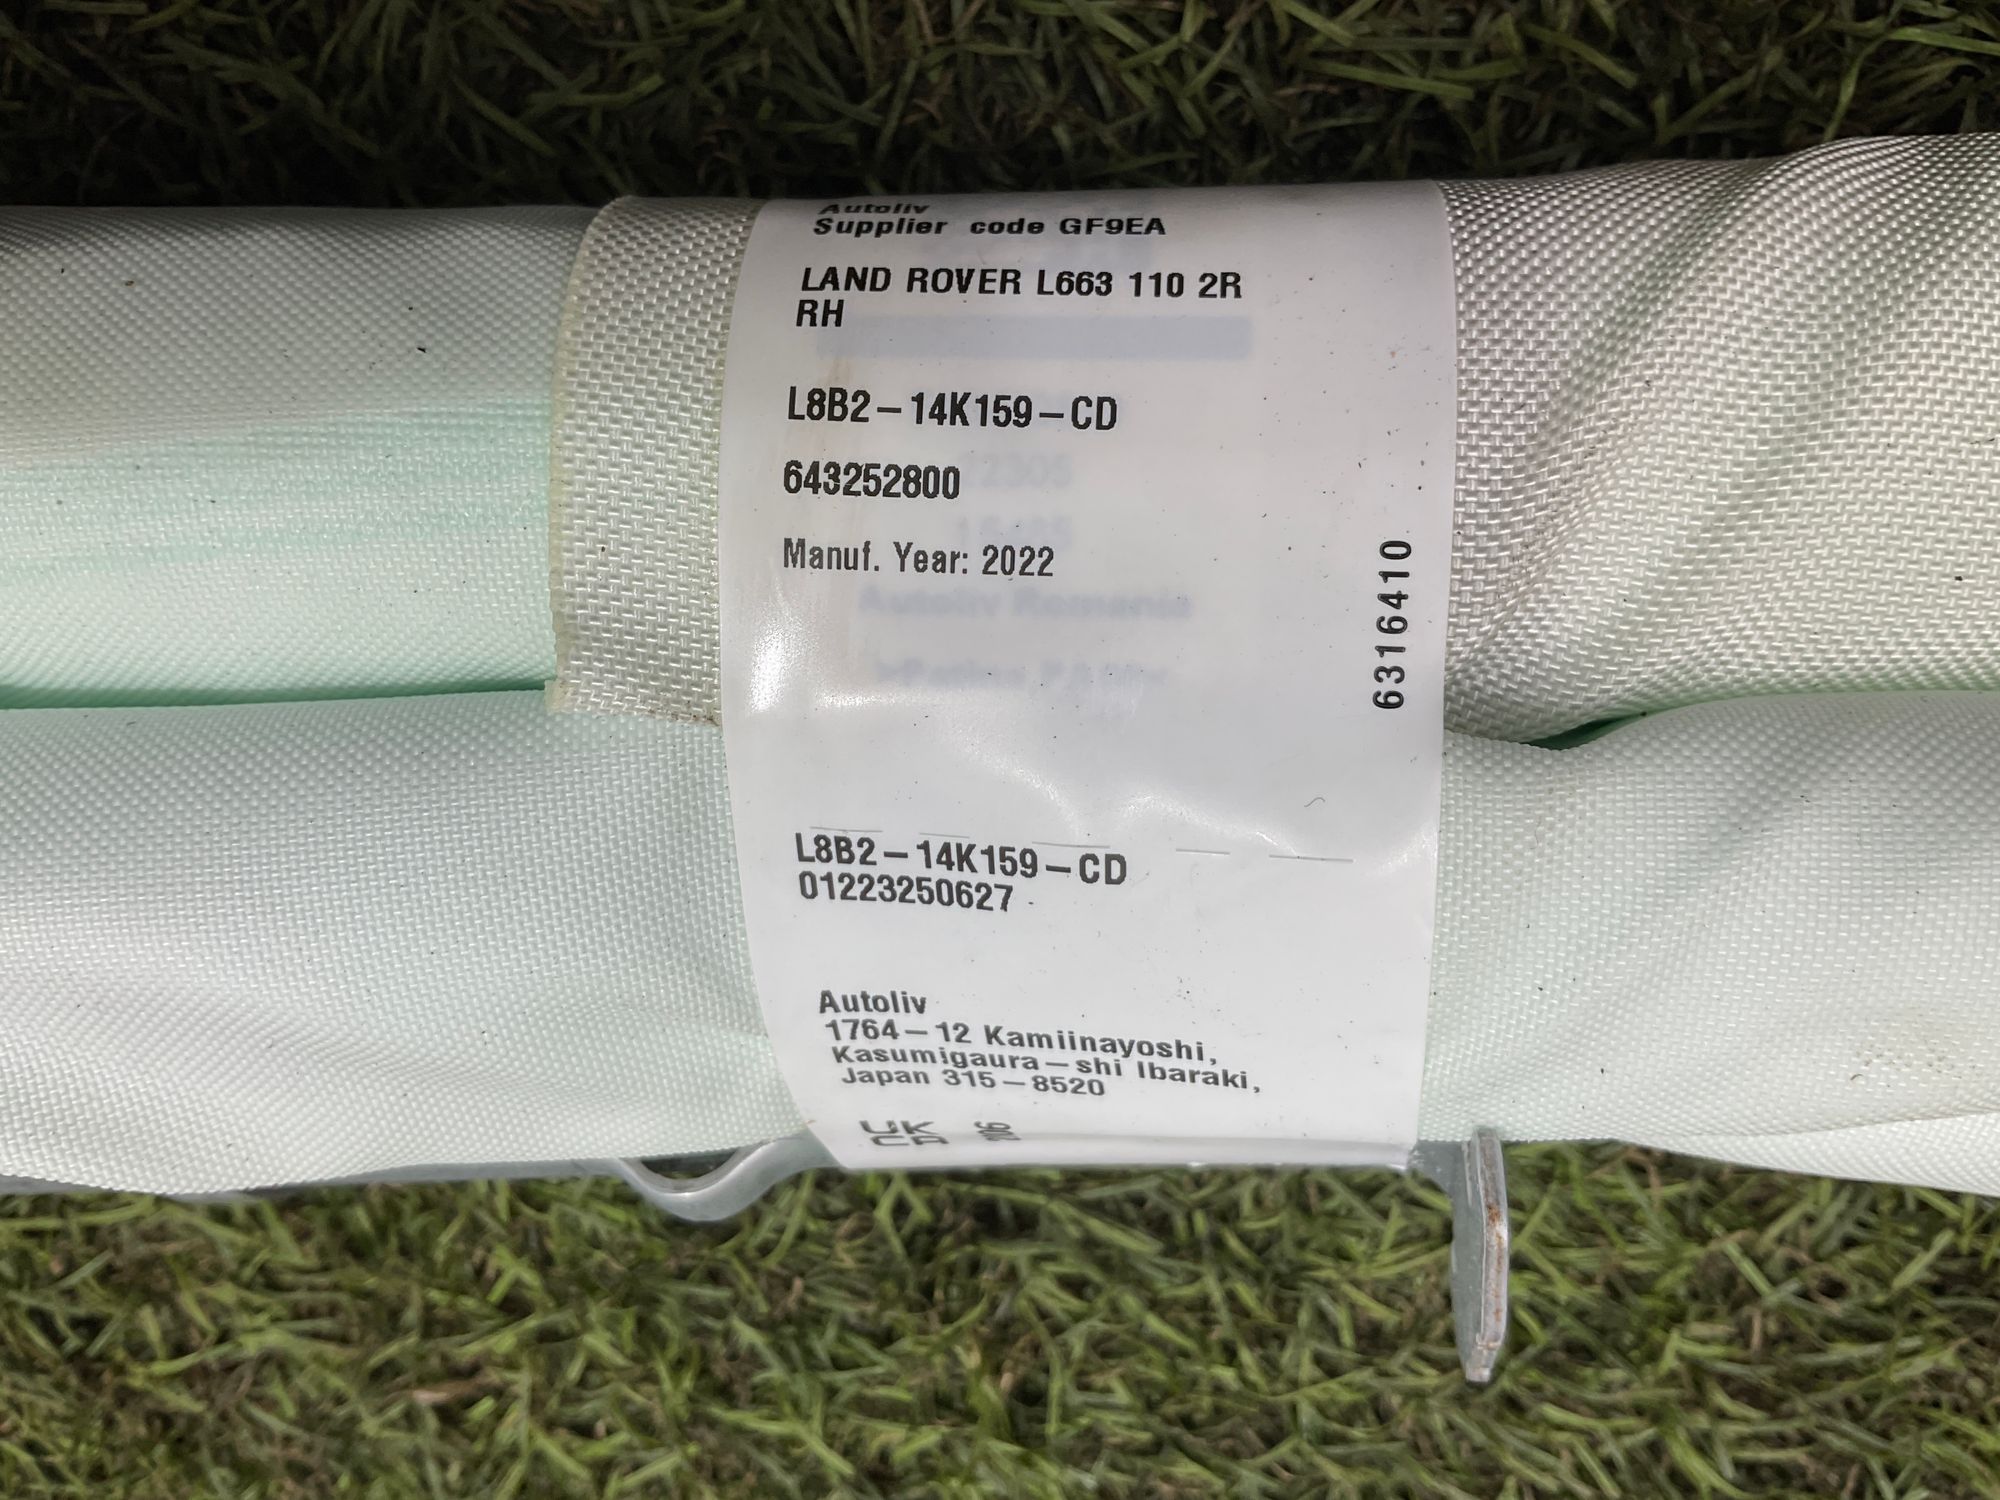 Autoliv
Supplier code GF9EA
LAND ROVER L663 110 2R
RH
L8B2-14K159-CD
643252800
Manuf. Year: 2022
6316410
L8B2-14K159-CD
01223250627
Autoliv
1764-12 Kamiinayoshi,
Kasumigaura-shi Ibaraki,
Japan 315-8520
UK
CA